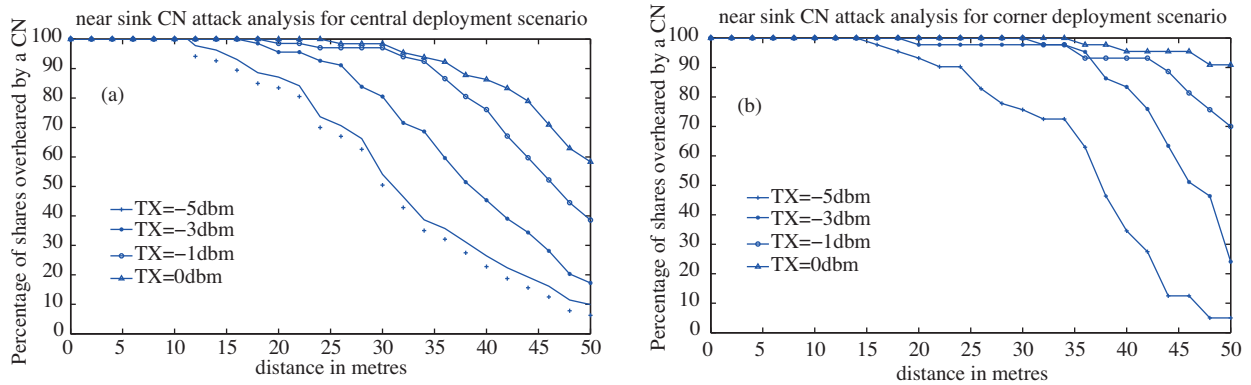 near sink CN attack analysis for central deployment scenario
Percentage of shares overheared by a CN
100
90
80
70
60
50
40
30
20
10
0
(a)
TX=−5dbm
TX=−3dbm
TX=−1dbm
TX=0dbm
0 5 10 15 20 25 30 35 40 45 50
distance in metres
near sink CN attack analysis for corner deployment scenario
Percentage of shares overheared by a CN
100
90
80
70
60
50
40
30
20
10
0
(b)
TX=−5dbm
TX=−3dbm
TX=−1dbm
TX=0dbm
0 5 10 15 20 25 30 35 40 45 50
distance in metres